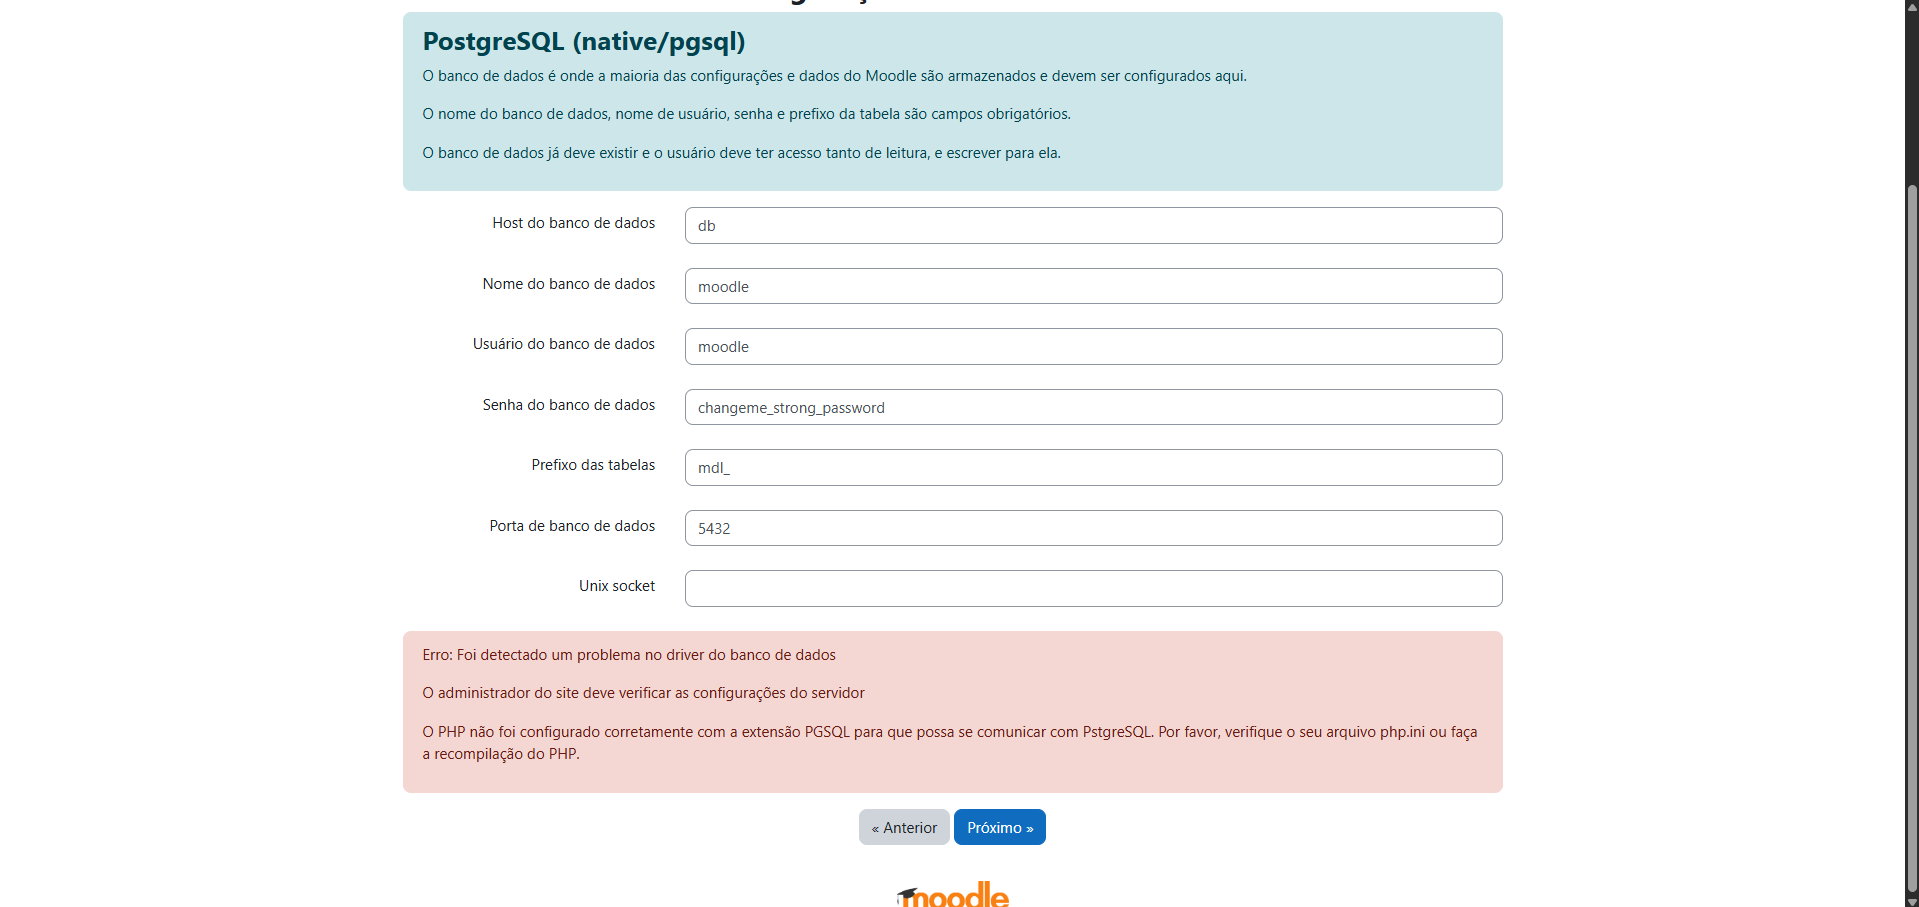 PostgreSQL (native/pgsql)
O banco de dados é onde a maioria das configurações e dados do Moodle são armazenados e devem ser configurados aqui.
O nome do banco de dados, nome de usuário, senha e prefixo da tabela são campos obrigatórios.
O banco de dados já deve existir e o usuário deve ter acesso tanto de leitura, e escrever para ela.
Host do banco de dados
db
Nome do banco de dados
moodle
Usuário do banco de dados
moodle
Senha do banco de dados
changeme_strong_password
Prefixo das tabelas
mdl_
Porta de banco de dados
5432
Unix socket
Erro: Foi detectado um problema no driver do banco de dados
O administrador do site deve verificar as configurações do servidor
O PHP não foi configurado corretamente com a extensão PGSQL para que possa se comunicar com PstgreSQL. Por favor, verifique o seu arquivo php.ini ou faça
a recompilação do PHP.
« Anterior
Próximo »
moodle